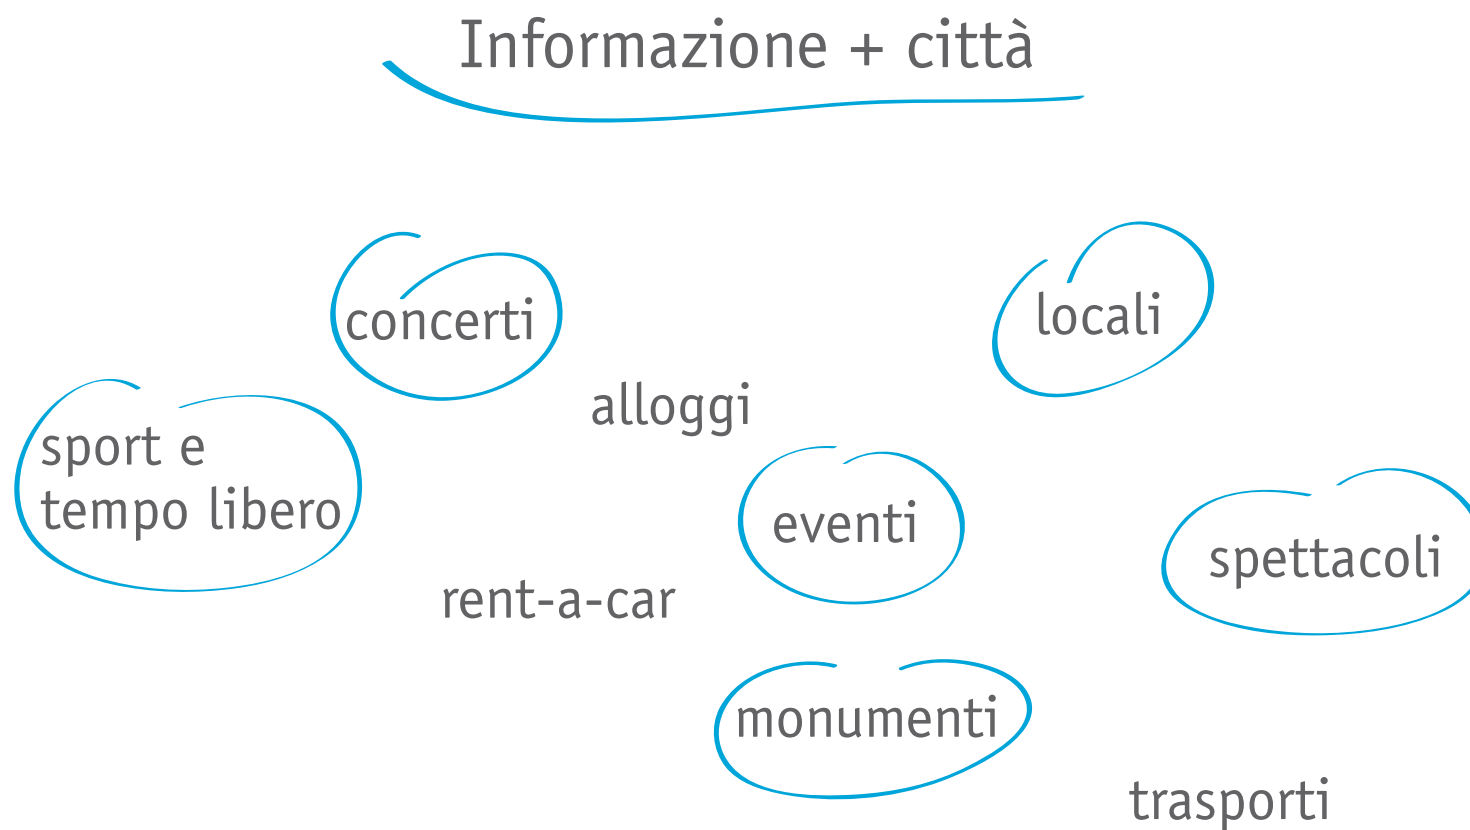 Informazione + città
concerti
locali
alloggi
sport e
tempo libero
eventi
spettacoli
rent-a-car
monumenti
trasporti